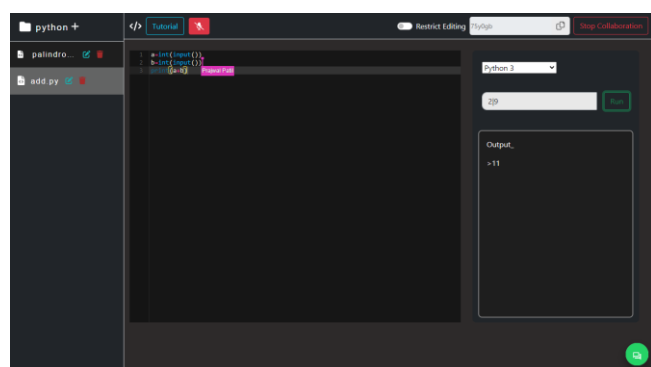 python +
</> Tutorial
Restrict Editing
Stop Collaboration
palindro...
add.py
1 a=int(input())
2 b=int(input())
3 print(a+b)
Prajwal Patil
Python 3
2|9
Run
Output_
>11